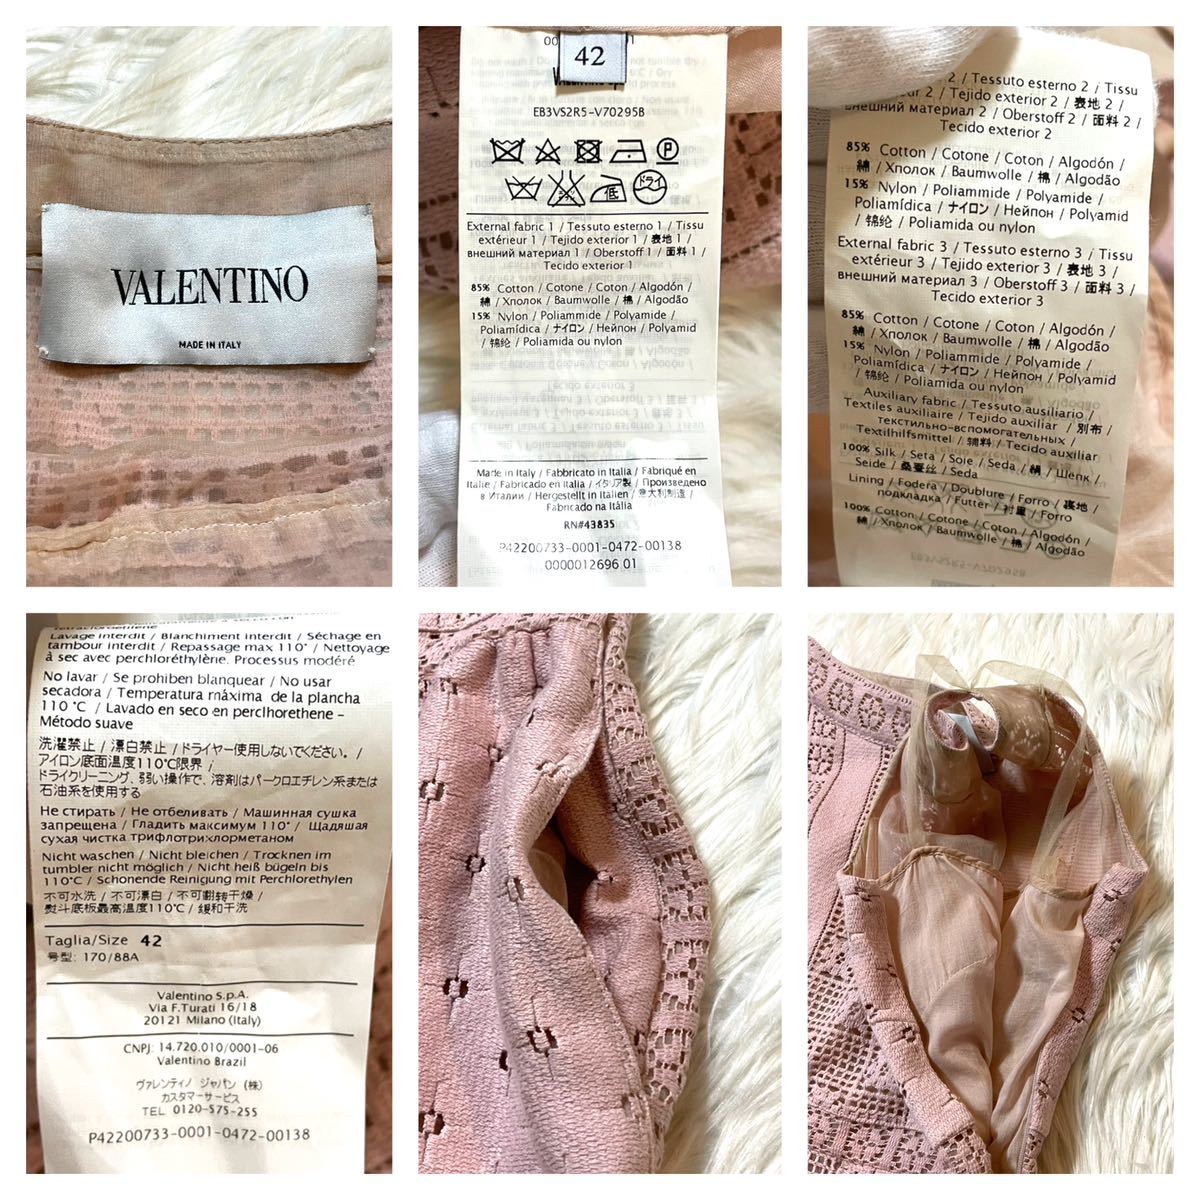 VALENTINO
MADE IN ITALY
42
EB3VS2R5-V70295B
ドライ
低
External fabric 1 / Tessuto esterno 1 / Tissu
extérieur 1 / Tejido exterior 1 / 表地 1 /
внешний материал 1 / Oberstoff 1 / 面料 1 /
Tecido exterior 1
85% Cotton / Cotone / Coton / Algodón /
綿 / Хлопок / Baumwolle / 棉 / Algodão
15% Nylon / Poliammide / Polyamide /
Poliamídica / ナイロン / Нейлон / Polyamid
/ 锦纶 / Poliamida ou nylon
Made in Italy / Fabbricato in Italia / Fabriqué en
Italie / Fabricado en Italia / イタリア製 / Произведено
в Италии / Hergestellt in Italien / 意大利制造 /
Fabricado na Itália
RN#43835
P42200733-0001-0472-00138
0000012696 01
2 / Tessuto esterno 2 / Tissu
eur 2 / Tejido exterior 2 / 表地 2 /
внешний материал 2 / Oberstoff 2 / 面料 2 /
Tecido exterior 2
85% Cotton / Cotone / Coton / Algodón /
綿 / Хлопок / Baumwolle / 棉 / Algodão
15% Nylon / Poliammide / Polyamide /
Poliamídica / ナイロン / Нейлон / Polyamid
/ 锦纶 / Poliamida ou nylon
External fabric 3 / Tessuto esterno 3 / Tissu
extérieur 3 / Tejido exterior 3 / 表地 3 /
внешний материал 3 / Oberstoff 3 / 面料 3 /
Tecido exterior 3
85% Cotton / Cotone / Coton / Algodón /
綿 / Хлопок / Baumwolle / 棉 / Algodão
15% Nylon / Poliammide / Polyamide /
Poliamídica / ナイロン / Нейлон / Polyamid
/ 锦纶 / Poliamida ou nylon
Auxiliary fabric / Tessuto ausiliario /
Textiles auxiliaire / Tejido auxiliar / 別布 /
текстильно-вспомогательных /
Textilhilfsmittel / 辅料 / Tecido auxiliar
100% Silk / Seta / Soie / Seda / 絹 / Шелк /
Seide / 桑蚕丝 / Seda
Lining / Fodera / Doublure / Forro / 裏地 /
подкладка / Futter / 衬里 / Forro
100% Cotton / Cotone / Coton / Algodón /
綿 / Хлопок / Baumwolle / 棉 / Algodão
Lavage interdit / Blanchiment interdit / Séchage en
tambour interdit / Repassage max 110° / Nettoyage
à sec avec perchloréthylène. Processus modéré
No lavar / Se prohiben blanquear / No usar
secadora / Temperatura máxima de la plancha
110 °C / Lavado en seco en perclhorethene –
Método suave
洗濯禁止 / 漂白禁止 / ドライヤー使用しないでください。 /
アイロン底面温度110℃限界 /
ドライクリーニング、弱い操作で、溶剤はパークロエチレン系または
石油系を使用する
Не стирать / Не отбеливать / Машинная сушка
запрещена / Гладить максимум 110° / Щадяшая
сухая чистка трифлотрихлорметаном
Nicht waschen / Nicht bleichen / Trocknen im
tumbler nicht möglich / Nicht heiß bügeln bis
110°C / Schonende Reinigung mit Perchlorethylen
不可水洗 / 不可漂白 / 不可翻转干燥 /
熨斗底板最高温度110°C / 緩和干洗
Taglia/Size 42
号型: 170/88A
Valentino S.p.A.
Via F.Turati 16/18
20121 Milano (Italy)
CNPJ: 14.720.010/0001-06
Valentino Brazil
ヴァレンティノ ジャパン (株)
カスタマーサービス
TEL 0120-575-255
P42200733-0001-0472-00138